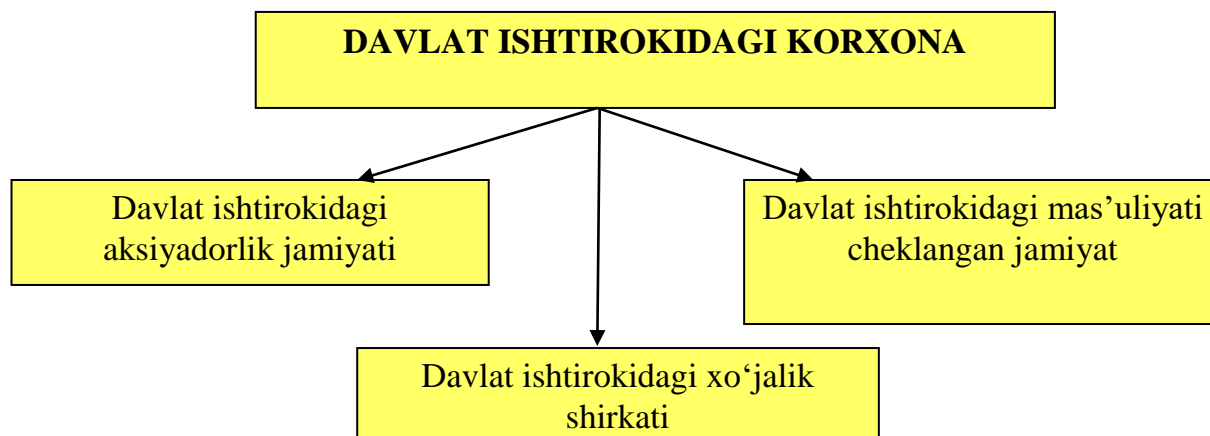 DAVLAT ISHTIROKIDAGI KORXONA
Davlat ishtirokidagi
aksiyadorlik jamiyati
Davlat ishtirokidagi mas’uliyati
cheklangan jamiyat
Davlat ishtirokidagi xo‘jalik
shirkati